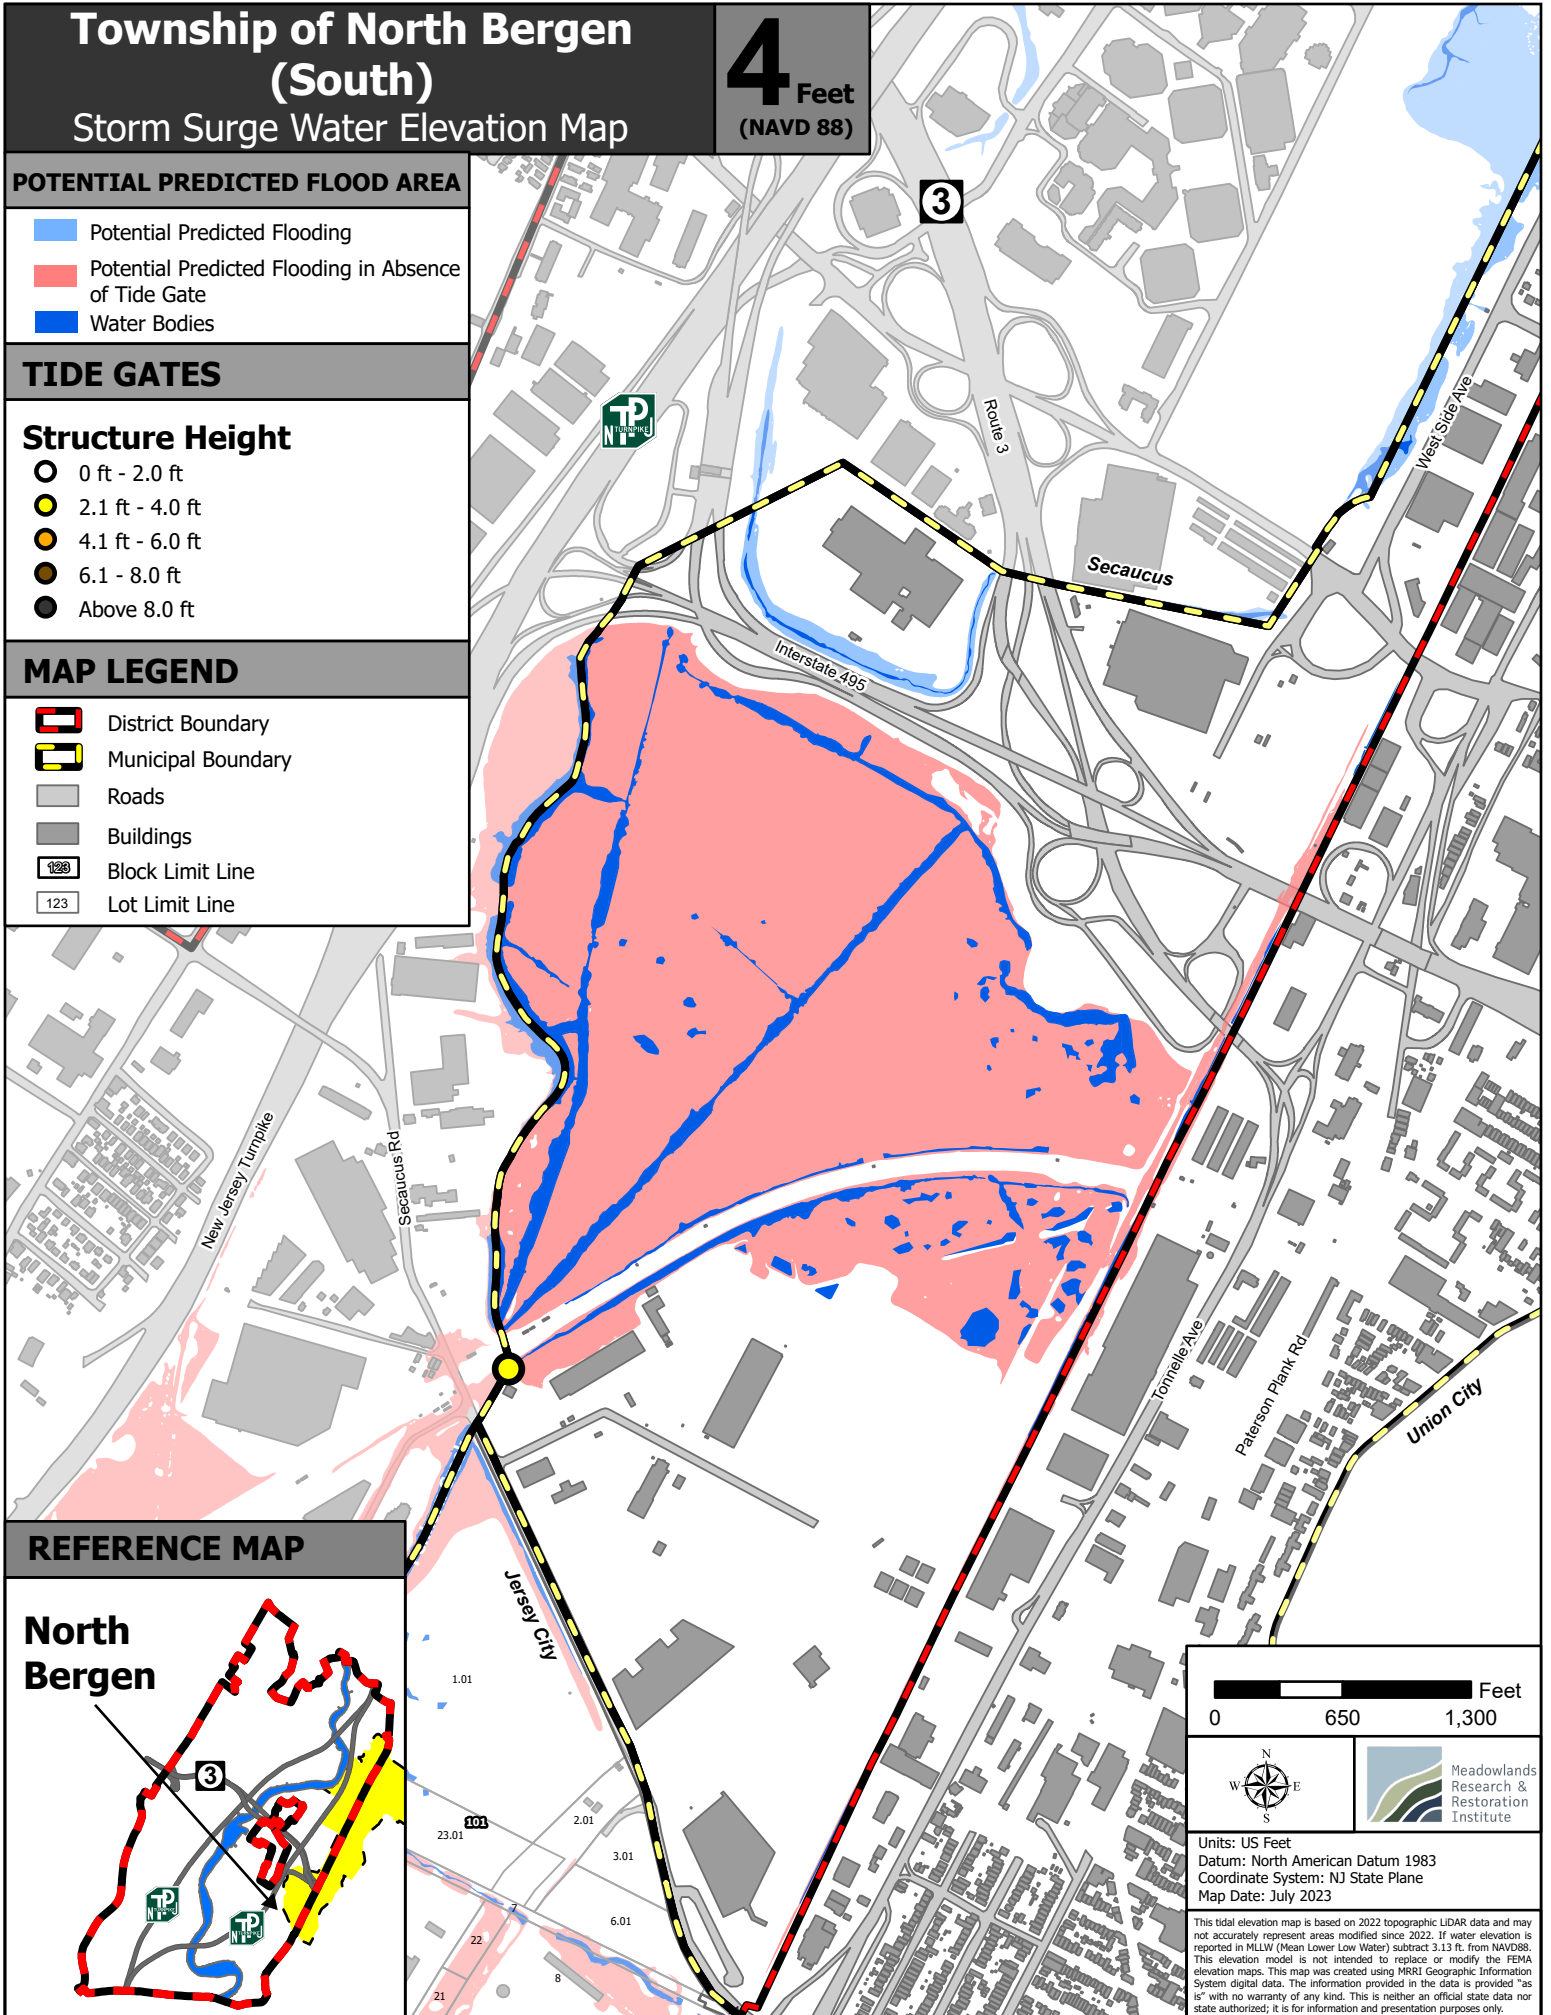 Township of North Bergen
(South)
Storm Surge Water Elevation Map
4 Feet
(NAVD 88)
POTENTIAL PREDICTED FLOOD AREA
Potential Predicted Flooding
Potential Predicted Flooding in Absence
of Tide Gate
Water Bodies
TIDE GATES
Structure Height
0 ft - 2.0 ft
2.1 ft - 4.0 ft
4.1 ft - 6.0 ft
6.1 - 8.0 ft
Above 8.0 ft
MAP LEGEND
District Boundary
Municipal Boundary
Roads
Buildings
123 Block Limit Line
123 Lot Limit Line
3
N TP J
TURNPIKE
Route 3
West Side Ave
Secaucus
Interstate 495
New Jersey Turnpike
Secaucus Rd
Tonnelle Ave
Paterson Plank Rd
Union City
Jersey City
1.01
101
23.01
2.01
3.01
6.01
7
22
8
21
REFERENCE MAP
North
Bergen
3
N TP J
TURNPIKE
N TP J
TURNPIKE
Feet
0 650 1,300
N
W E
S
Meadowlands
Research &
Restoration
Institute
Units: US Feet
Datum: North American Datum 1983
Coordinate System: NJ State Plane
Map Date: July 2023
This tidal elevation map is based on 2022 topographic LiDAR data and may
not accurately represent areas modified since 2022. If water elevation is
reported in MLLW (Mean Lower Low Water) subtract 3.13 ft. from NAVD88.
This elevation model is not intended to replace or modify the FEMA
elevation maps. This map was created using MRRI Geographic Information
System digital data. The information provided in the data is provided "as
is" with no warranty of any kind. This is neither an official state data nor
state authorized; it is for information and presentation purposes only.